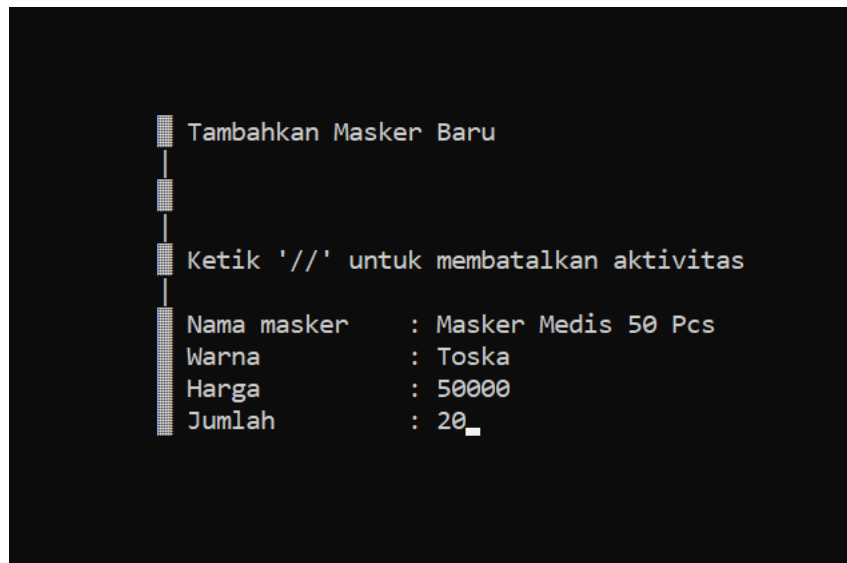 Tambahkan Masker Baru
Ketik '//' untuk membatalkan aktivitas
Nama masker : Masker Medis 50 Pcs
Warna : Toska
Harga : 50000
Jumlah : 20